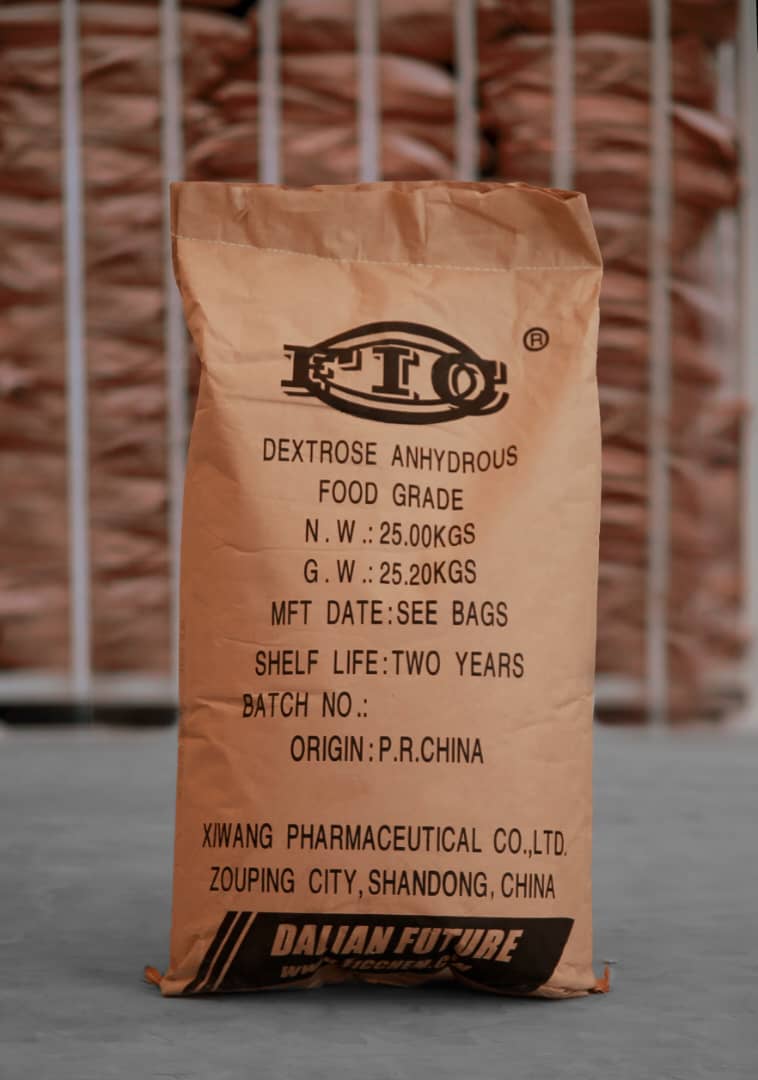 FIC ®
DEXTROSE ANHYDROUS
FOOD GRADE
N.W.: 25.00KGS
G.W.: 25.20KGS
MFT DATE:SEE BAGS
SHELF LIFE:TWO YEARS
BATCH NO.:
ORIGIN:P.R.CHINA
XIWANG PHARMACEUTICAL CO.,LTD.
ZOUPING CITY,SHANDONG, CHINA
DALIAN FUTURE